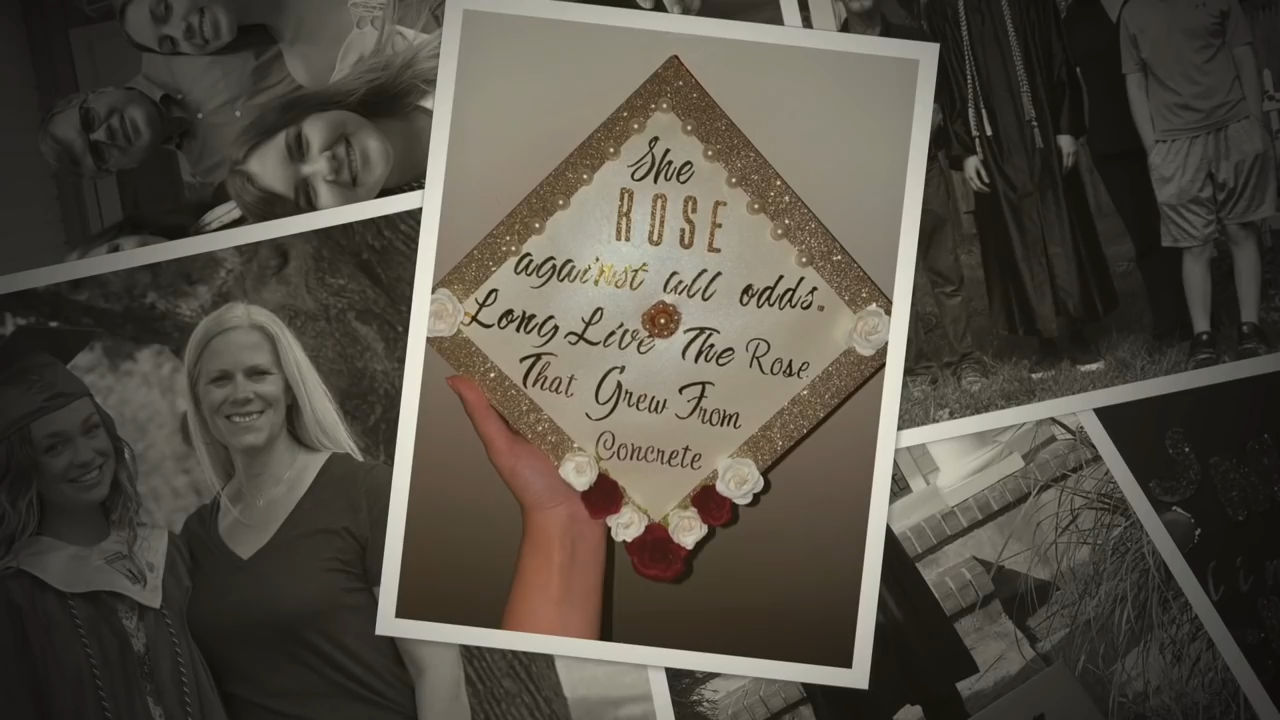 She
ROSE
against all odds.
Long Live The Rose
That Grew From
Concrete